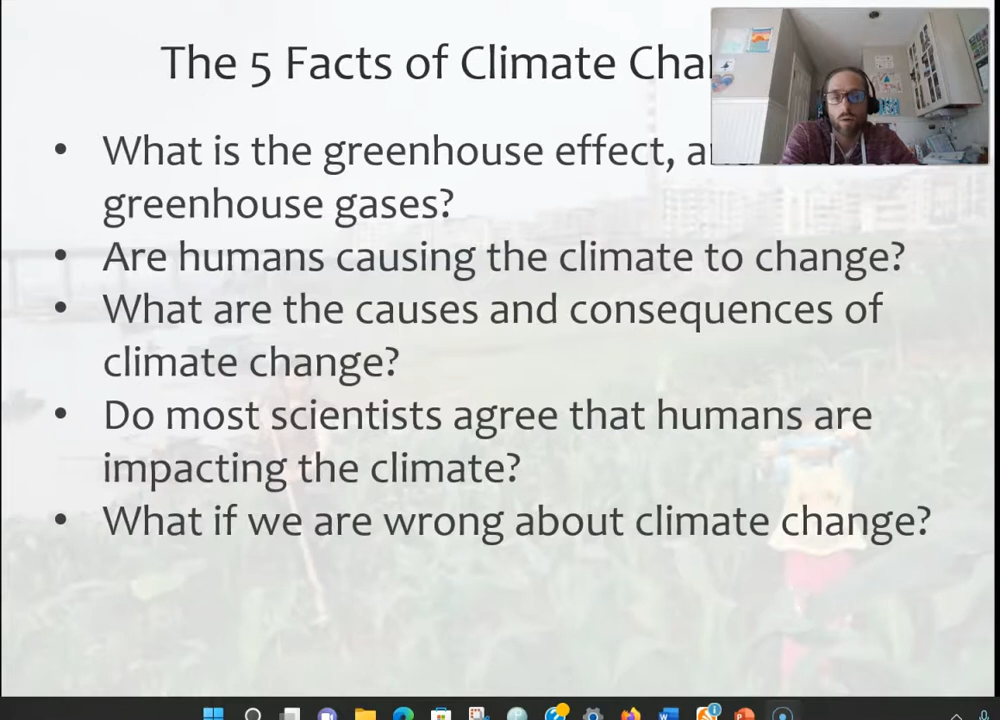 The 5 Facts of Climate
What is the greenhouse effect,
greenhouse gases?
• Are humans causing the climate to change?
• What are the causes and consequences of
climate change?
• Do most scientists agree that humans are
impacting the climate?
• What if we are wrong about climate change?